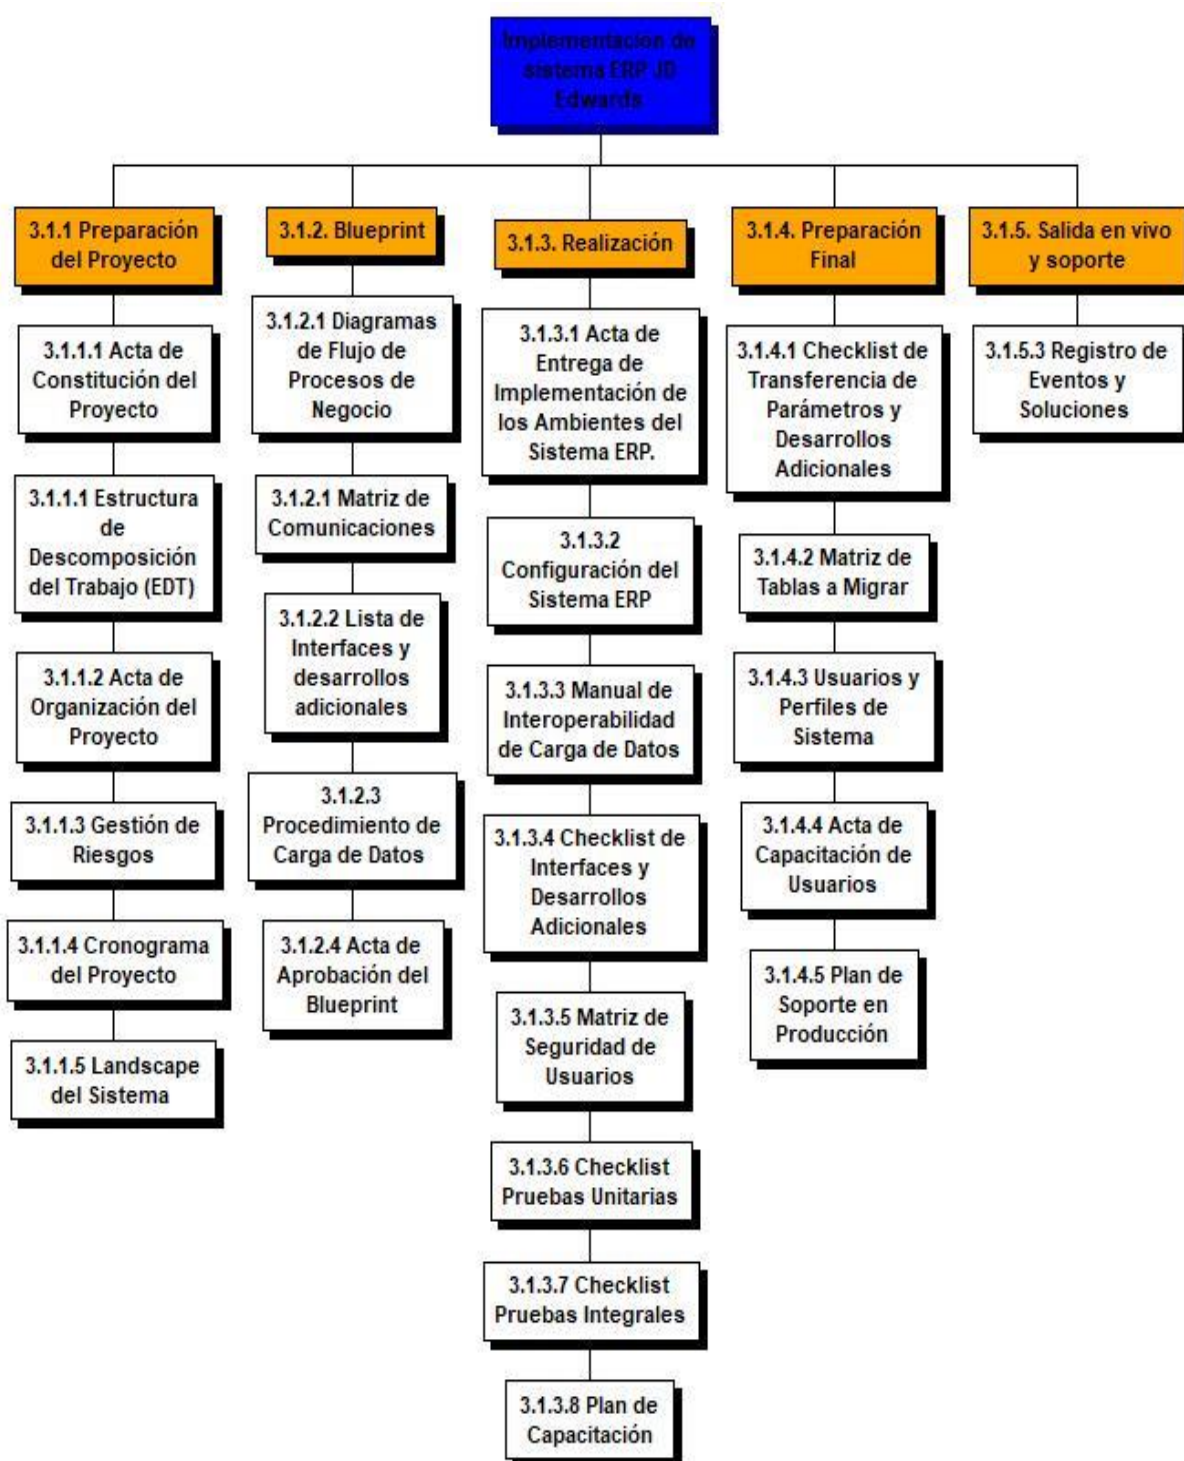 Implementación de
sistema ERP JD
Edwards
3.1.1 Preparación
del Proyecto
3.1.1.1 Acta de
Constitución del
Proyecto
3.1.1.1 Estructura
de
Descomposición
del Trabajo (EDT)
3.1.1.2 Acta de
Organización del
Proyecto
3.1.1.3 Gestión de
Riesgos
3.1.1.4 Cronograma
del Proyecto
3.1.1.5 Landscape
del Sistema
3.1.2. Blueprint
3.1.2.1 Diagramas
de Flujo de
Procesos de
Negocio
3.1.2.1 Matriz de
Comunicaciones
3.1.2.2 Lista de
Interfaces y
desarrollos
adicionales
3.1.2.3
Procedimiento de
Carga de Datos
3.1.2.4 Acta de
Aprobación del
Blueprint
3.1.3. Realización
3.1.3.1 Acta de
Entrega de
Implementación de
los Ambientes del
Sistema ERP.
3.1.3.2
Configuración del
Sistema ERP
3.1.3.3 Manual de
Interoperabilidad
de Carga de Datos
3.1.3.4 Checklist de
Interfaces y
Desarrollos
Adicionales
3.1.3.5 Matriz de
Seguridad de
Usuarios
3.1.3.6 Checklist
Pruebas Unitarias
3.1.3.7 Checklist
Pruebas Integrales
3.1.3.8 Plan de
Capacitación
3.1.4. Preparación
Final
3.1.4.1 Checklist de
Transferencia de
Parámetros y
Desarrollos
Adicionales
3.1.4.2 Matriz de
Tablas a Migrar
3.1.4.3 Usuarios y
Perfiles de
Sistema
3.1.4.4 Acta de
Capacitación de
Usuarios
3.1.4.5 Plan de
Soporte en
Producción
3.1.5. Salida en vivo
y soporte
3.1.5.3 Registro de
Eventos y
Soluciones